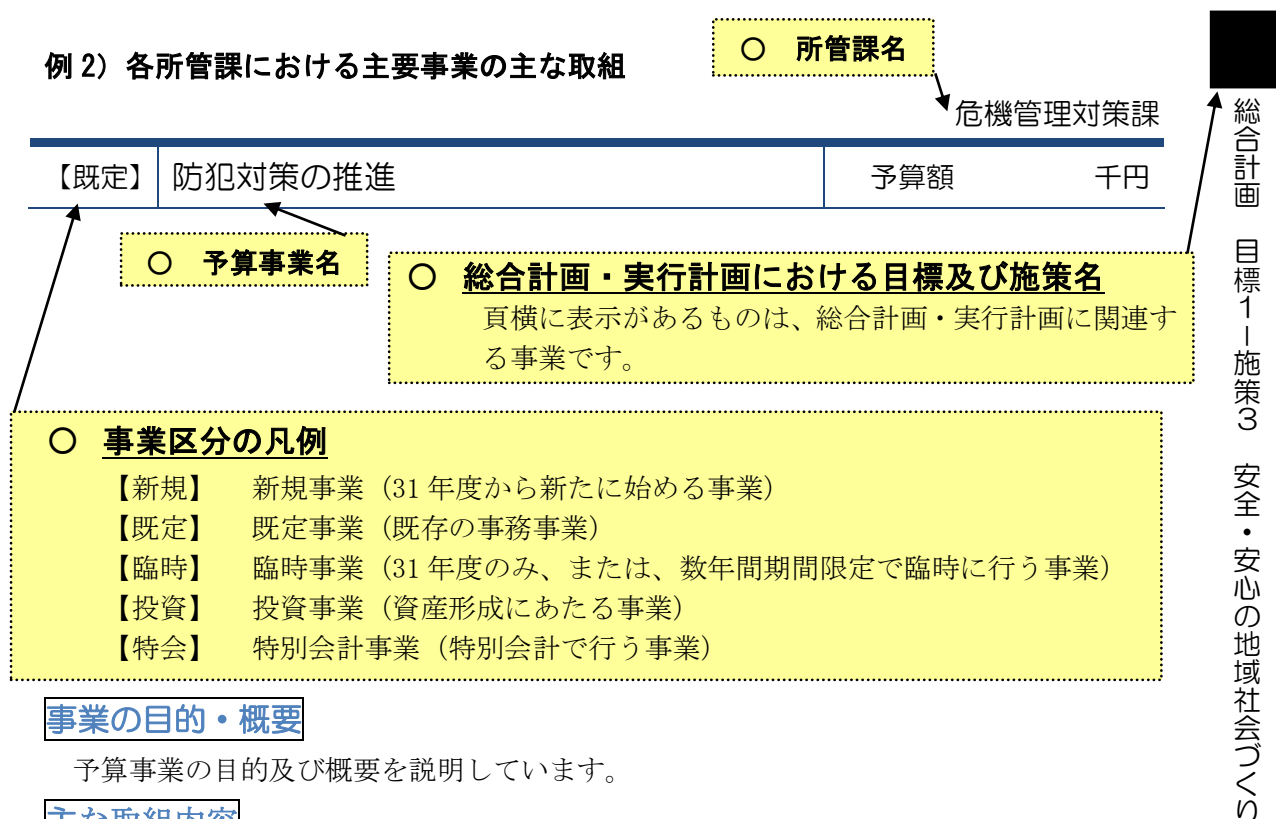 例 2）各所管課における主要事業の主な取組
○ 所管課名
危機管理対策課
【既定】 防犯対策の推進 予算額 千円
○ 予算事業名
○ 総合計画・実行計画における目標及び施策名
頁横に表示があるものは、総合計画・実行計画に関連す
る事業です。
○ 事業区分の凡例
【新規】 新規事業（31 年度から新たに始める事業）
【既定】 既定事業（既存の事務事業）
【臨時】 臨時事業（31 年度のみ、または、数年間期間限定で臨時に行う事業）
【投資】 投資事業（資産形成にあたる事業）
【特会】 特別会計事業（特別会計で行う事業）
事業の目的・概要
予算事業の目的及び概要を説明しています。
主な取組内容
総合計画 目標１－施策３ 安全・安心の地域社会づくり